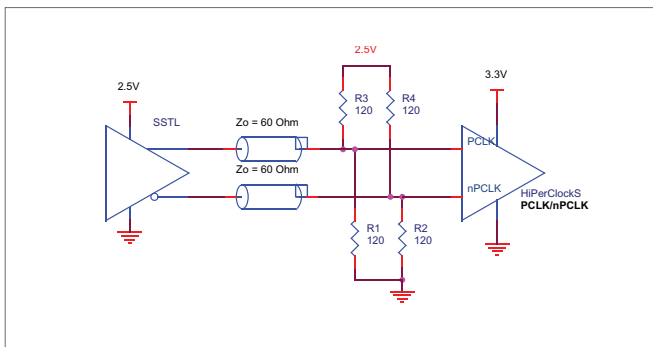 2.5V
2.5V
3.3V
SSTL
Zo = 60 Ohm
R3
120
R4
120
PCLK
Zo = 60 Ohm
nPCLK
HiPerClockS
PCLK/nPCLK
R1
120
R2
120